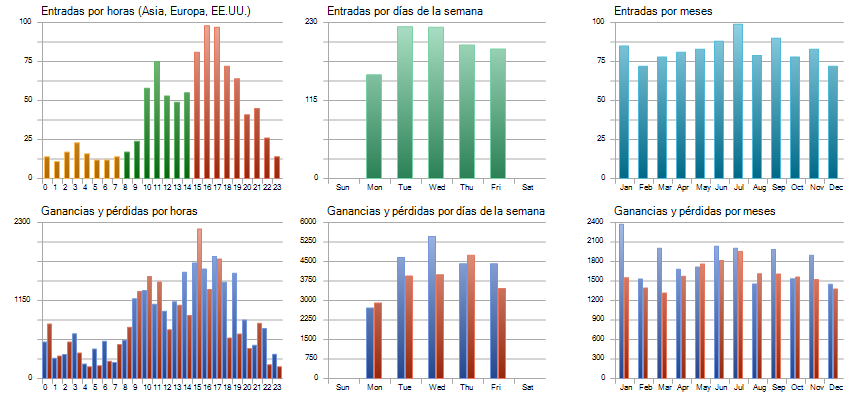 Entradas por horas (Asia, Europa, EE.UU.)
100
75
50
25
0
0 1 2 3 4 5 6 7 8 9 10 11 12 13 14 15 16 17 18 19 20 21 22 23
Entradas por días de la semana
230
115
0
Sun Mon Tue Wed Thu Fri Sat
Entradas por meses
100
75
50
25
0
Jan Feb Mar Apr May Jun Jul Aug Sep Oct Nov Dec
Ganancias y pérdidas por horas
2300
1150
0
0 1 2 3 4 5 6 7 8 9 10 11 12 13 14 15 16 17 18 19 20 21 22 23
Ganancias y pérdidas por días de la semana
6000
5250
4500
3750
3000
2250
1500
750
0
Sun Mon Tue Wed Thu Fri Sat
Ganancias y pérdidas por meses
2400
2100
1800
1500
1200
900
600
300
0
Jan Feb Mar Apr May Jun Jul Aug Sep Oct Nov Dec